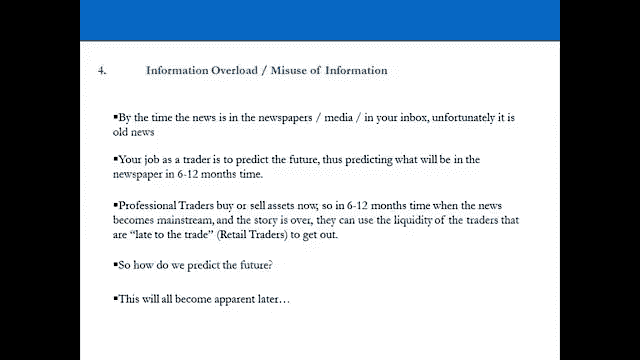 4. Information Overload / Misuse of Information
▪By the time the news is in the newspapers / media / in your inbox, unfortunately it is
old news
▪Your job as a trader is to predict the future, thus predicting what will be in the
newspaper in 6-12 months time.
▪Professional Traders buy or sell assets now, so in 6-12 months time when the news
becomes mainstream, and the story is over, they can use the liquidity of the traders that
are “late to the trade” (Retail Traders) to get out.
▪So how do we predict the future?
▪This will all become apparent later…